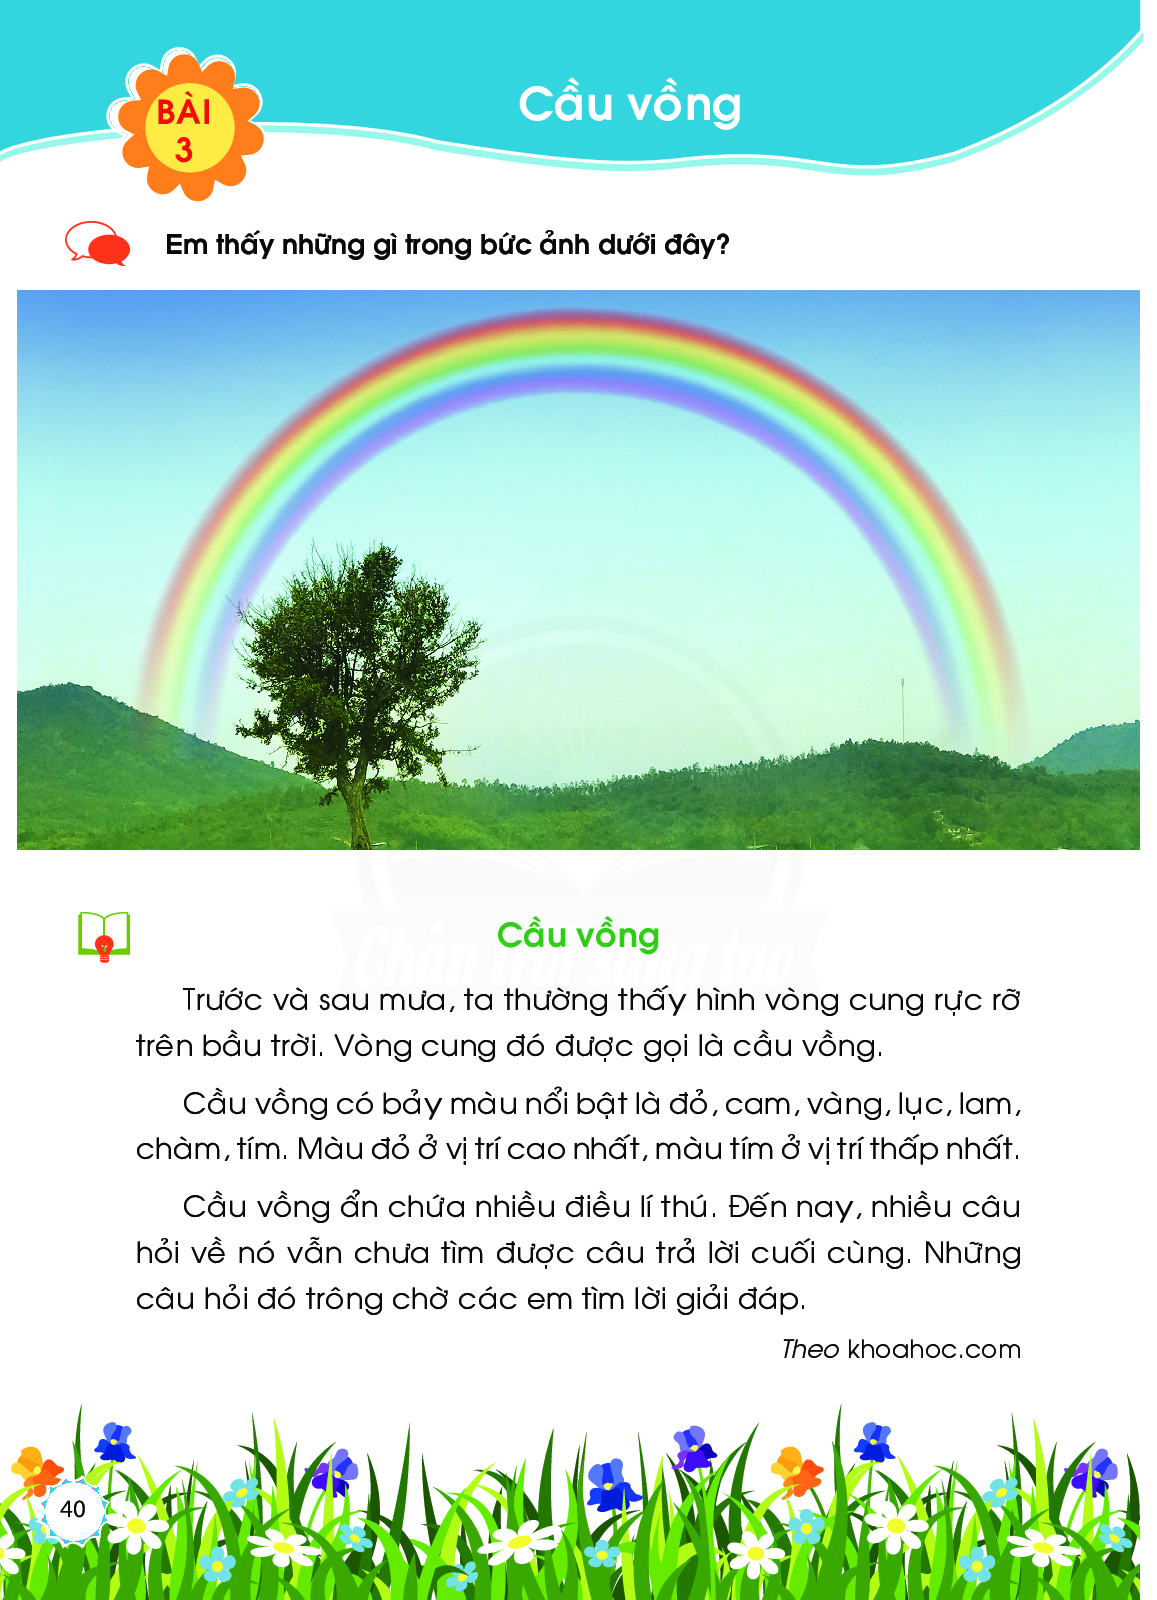 BÀI
3
Cầu vồng
Em thấy những gì trong bức ảnh dưới đây?
Cầu vồng
Chân trời sáng tạo
Trước và sau mưa, ta thường thấy hình vòng cung rực rỡ
trên bầu trời. Vòng cung đó được gọi là cầu vồng.
Cầu vồng có bảy màu nổi bật là đỏ, cam, vàng, lục, lam,
chàm, tím. Màu đỏ ở vị trí cao nhất, màu tím ở vị trí thấp nhất.
Cầu vồng ẩn chứa nhiều điều lí thú. Đến nay, nhiều câu
hỏi về nó vẫn chưa tìm được câu trả lời cuối cùng. Những
câu hỏi đó trông chờ các em tìm lời giải đáp.
Theo khoahoc.com
40